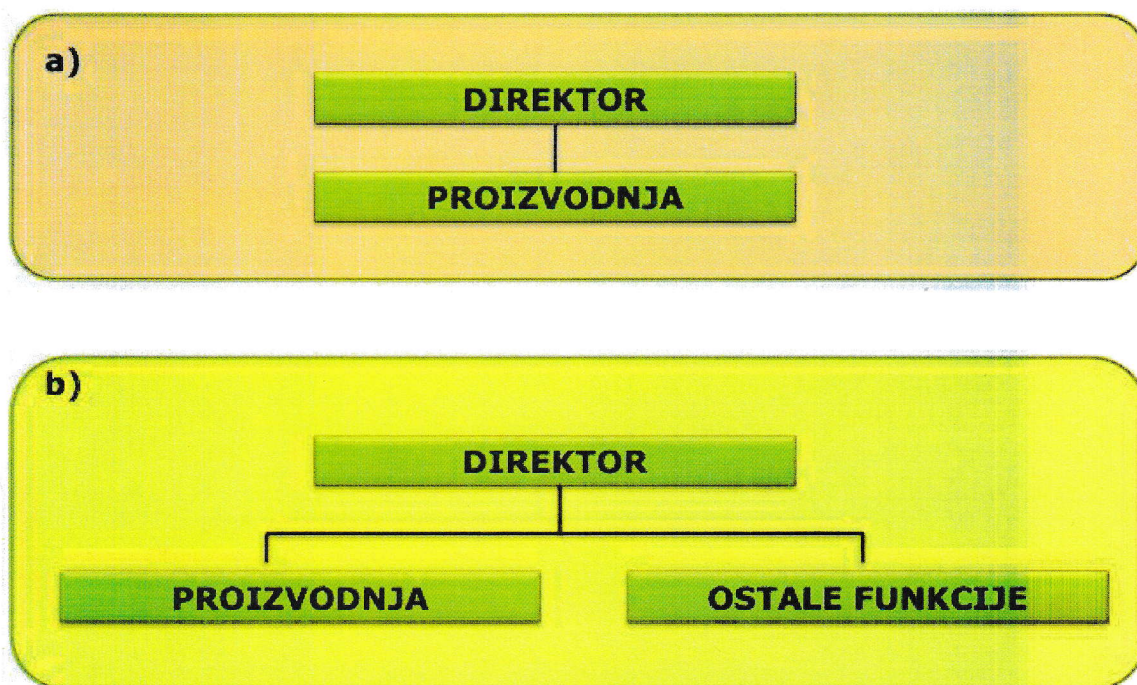 a)
DIREKTOR
PROIZVODNJA
b)
DIREKTOR
PROIZVODNJA
OSTALE FUNKCIJE